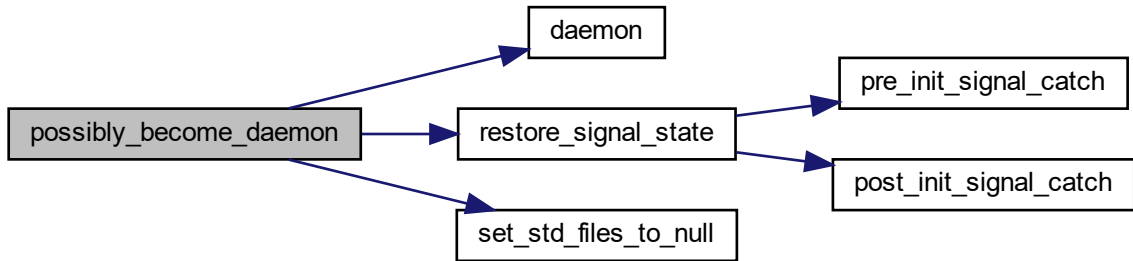 possibly_become_daemon
daemon
restore_signal_state
set_std_files_to_null
pre_init_signal_catch
post_init_signal_catch